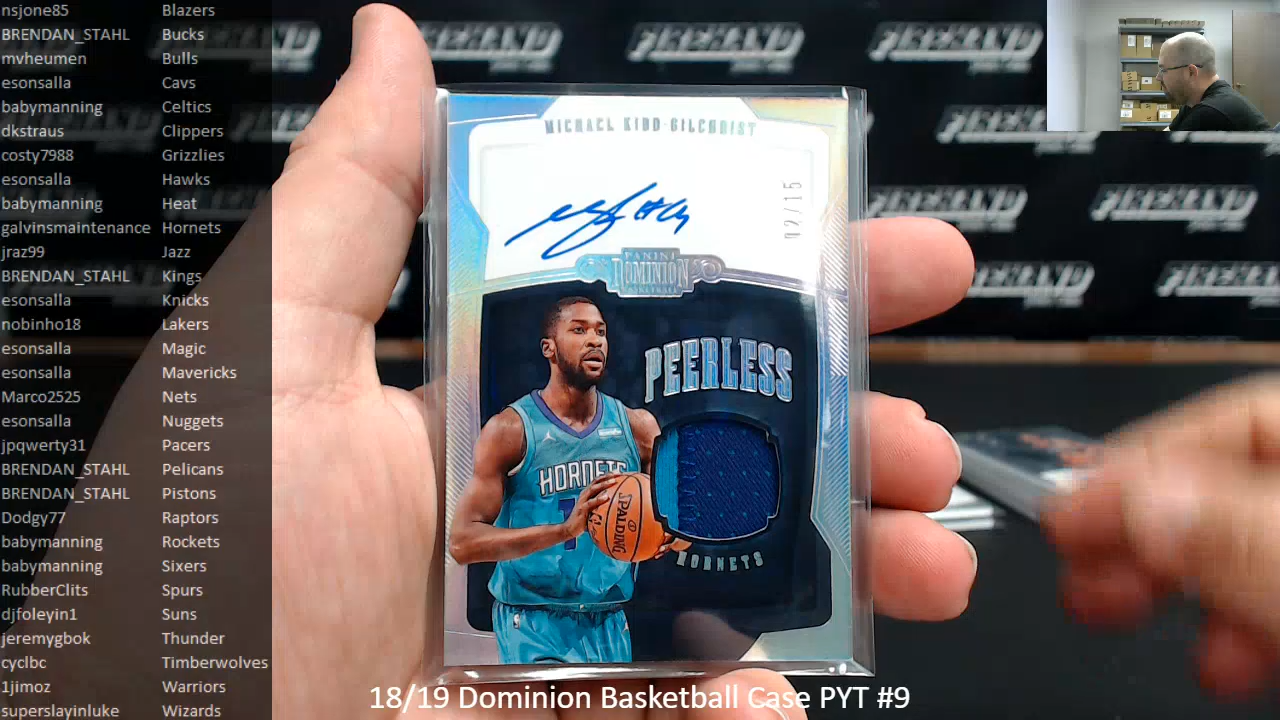 nsjone85 Blazers
BRENDAN_STAHL Bucks
mvheumen Bulls
esonsalla Cavs
babymanning Celtics
dkstraus Clippers
costy7988 Grizzlies
esonsalla Hawks
babymanning Heat
galvinsmaintenance Hornets
jraz99 Jazz
BRENDAN_STAHL Kings
esonsalla Knicks
nobinho18 Lakers
esonsalla Magic
esonsalla Mavericks
Marco2525 Nets
esonsalla Nuggets
jpqwerty31 Pacers
BRENDAN_STAHL Pelicans
BRENDAN_STAHL Pistons
Dodgy77 Raptors
babymanning Rockets
babymanning Sixers
RubberClits Spurs
djfoleyin1 Suns
jeremygbok Thunder
cyclbc Timberwolves
1jimoz Warriors
superslayinluke Wizards
FIREHAND
MICHAEL KIDD-GILCHRIST
02/15
PANINI
DOMINION
BASKETBALL
PEERLESS
HORNETS
SPALDING
HORNETS
18/19 Dominion Basketball Case PYT #9